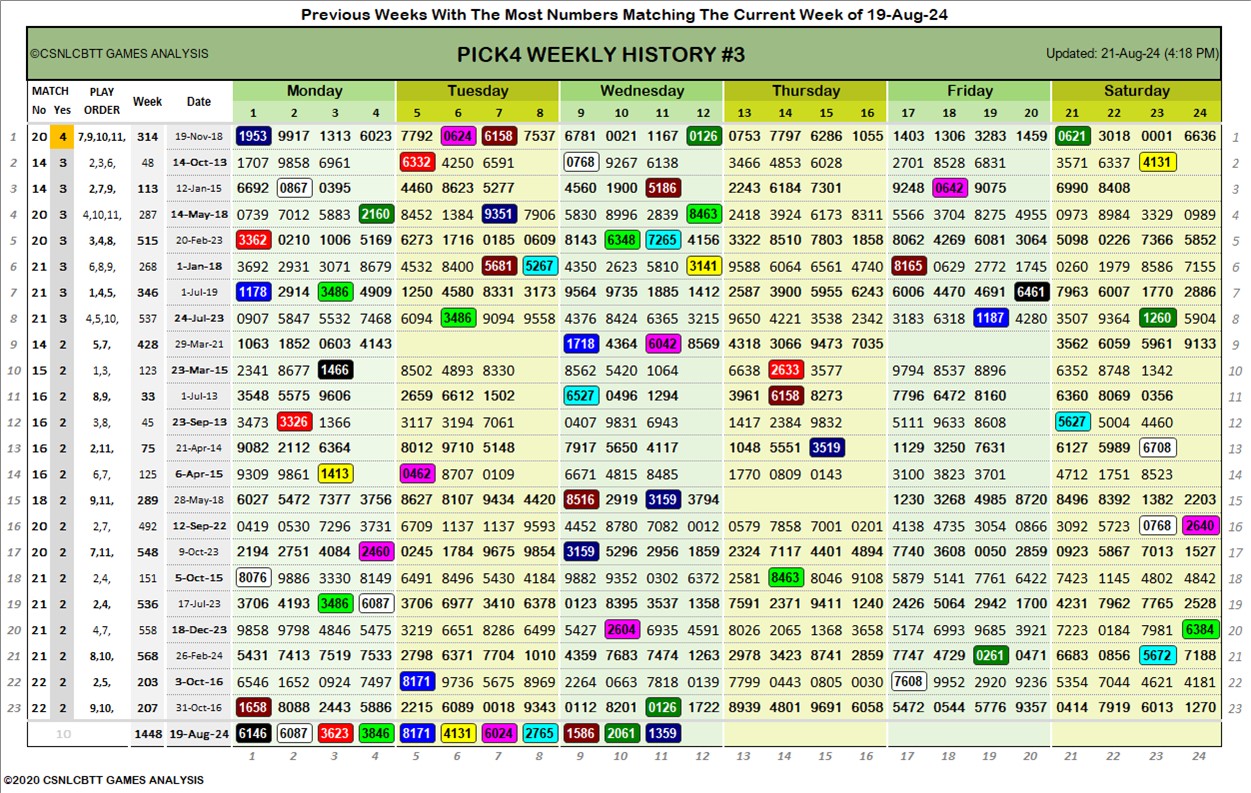 Previous Weeks With The Most Numbers Matching The Current Week of 19-Aug-24
©CSNLCBTT GAMES ANALYSIS PICK4 WEEKLY HISTORY #3 Updated: 21-Aug-24 (4:18 PM)
MATCH PLAY Week Date Monday Tuesday Wednesday Thursday Friday Saturday
No Yes ORDER 1 2 3 4 5 6 7 8 9 10 11 12 13 14 15 16 17 18 19 20 21 22 23 24
1 20 4 7,9,10,11, 314 19-Nov-18 1953 9917 1313 6023 7792 0624 6158 7537 6781 0021 1167 0126 0753 7797 6286 1055 1403 1306 3283 1459 0621 3018 0001 6636 1
2 14 3 2,3,6, 48 14-Oct-13 1707 9858 6961 6332 4250 6591 0768 9267 6138 3466 4853 6028 2701 8528 6831 3571 6337 4131 2
3 14 3 2,7,9, 113 12-Jan-15 6692 0867 0395 4460 8623 5277 4560 1900 5186 2243 6184 7301 9248 0642 9075 6990 8408 3
4 20 3 4,10,11, 287 14-May-18 0739 7012 5883 2160 8452 1384 9351 7906 5830 8996 2839 8463 2418 3924 6173 8311 5566 3704 8275 4955 0973 8984 3329 0989 4
5 20 3 3,4,8, 515 20-Feb-23 3362 0210 1006 5169 6273 1716 0185 0609 8143 6348 7265 4156 3322 8510 7803 1858 8062 4269 6081 3064 5098 0226 7366 5852 5
6 21 3 6,8,9, 268 1-Jan-18 3692 2931 3071 8679 4532 8400 5681 5267 4350 2623 5810 3141 9588 6064 6561 4740 8165 0629 2772 1745 0260 1979 8586 7155 6
7 21 3 1,4,5, 346 1-Jul-19 1178 2914 3486 4909 1250 4580 8331 3173 9564 9735 1885 1412 2587 3900 5955 6243 6006 4470 4691 6461 7963 6007 1770 2886 7
8 21 3 4,5,10, 537 24-Jul-23 0907 5847 5532 7468 6094 3486 9094 9558 4376 8424 6365 3215 9650 4221 3538 2342 3183 6318 1187 4280 3507 9364 1260 5904 8
9 14 2 5,7, 428 29-Mar-21 1063 1852 0603 4143 1718 4364 6042 8569 4318 3066 9473 7035 3562 6059 5961 9133 9
10 15 2 1,3, 123 23-Mar-15 2341 8677 1466 8502 4893 8330 8562 5420 1064 6638 2633 3577 9794 8537 8896 6352 8748 1342 10
11 16 2 8,9, 33 1-Jul-13 3548 5575 9606 2659 6612 1502 6527 0496 1294 3961 6158 8273 7796 6472 8160 6360 8069 0356 11
12 16 2 3,8, 45 23-Sep-13 3473 3326 1366 3117 3194 7061 0407 9831 6943 1417 2384 9832 5111 9633 8608 5627 5004 4460 12
13 16 2 2,11, 75 21-Apr-14 9082 2112 6364 8012 9710 5148 7917 5650 4117 1048 5551 3519 1129 3250 7631 6127 5989 6708 13
14 16 2 6,7, 125 6-Apr-15 9309 9861 1413 0462 8707 0109 6671 4815 8485 1770 0809 0143 3100 3823 3701 4712 1751 8523 14
15 18 2 9,11, 289 28-May-18 6027 5472 7377 3756 8627 8107 9434 4420 8516 2919 3159 3794 1230 3268 4985 8720 8496 8392 1382 2203 15
16 20 2 2,7, 492 12-Sep-22 0419 0530 7296 3731 6709 1137 1137 9593 4452 8780 7082 0012 0579 7858 7001 0201 4138 4735 3054 0866 3092 5723 0768 2640 16
17 20 2 7,11, 548 9-Oct-23 2194 2751 4084 2460 0245 1784 9675 9854 3159 5296 2956 1859 2324 7117 4401 4894 7740 3608 0050 2859 0923 5867 7013 1527 17
18 21 2 2,4, 151 5-Oct-15 8076 9886 3330 8149 6491 8496 5430 4184 9882 9352 0302 6372 2581 8463 8046 9108 5879 5141 7761 6422 7423 1145 4802 4842 18
19 21 2 2,4, 536 17-Jul-23 3706 4193 3486 6087 3706 6977 3410 6378 0123 8395 3537 1358 7591 2371 9411 1240 2426 5064 2942 1700 4231 7962 7765 2528 19
20 21 2 4,7, 558 18-Dec-23 9858 9798 4846 5475 3219 6651 4109 6499 5427 2604 6935 4591 8026 2065 1368 3658 5174 0493 9685 3921 7223 0184 7981 6384 20
21 21 2 8,10, 568 26-Feb-24 5431 7413 7519 7533 2798 6371 7704 1010 4359 7683 7474 1263 2978 3423 8741 2859 7747 4729 0261 0471 6683 0856 5672 7188 21
22 22 2 2,5, 203 3-Oct-16 6546 1652 0924 7497 8171 9736 5675 8969 2264 0663 7818 0139 7799 0443 0805 0030 7608 9952 2920 9236 5354 7044 4621 4181 22
23 22 2 9,10, 207 31-Oct-16 1658 8088 2443 5886 2215 6089 0018 9343 0112 8201 0126 1722 8939 4801 9691 6058 5472 0544 5776 9357 0414 7919 6013 1270 23
10 1448 19-Aug-24 6146 6087 3623 3846 8171 4131 6024 2765 1586 2061 1359
1 2 3 4 5 6 7 8 9 10 11 12 13 14 15 16 17 18 19 20 21 22 23 24
©2020 CSNLCBTT GAMES ANALYSIS